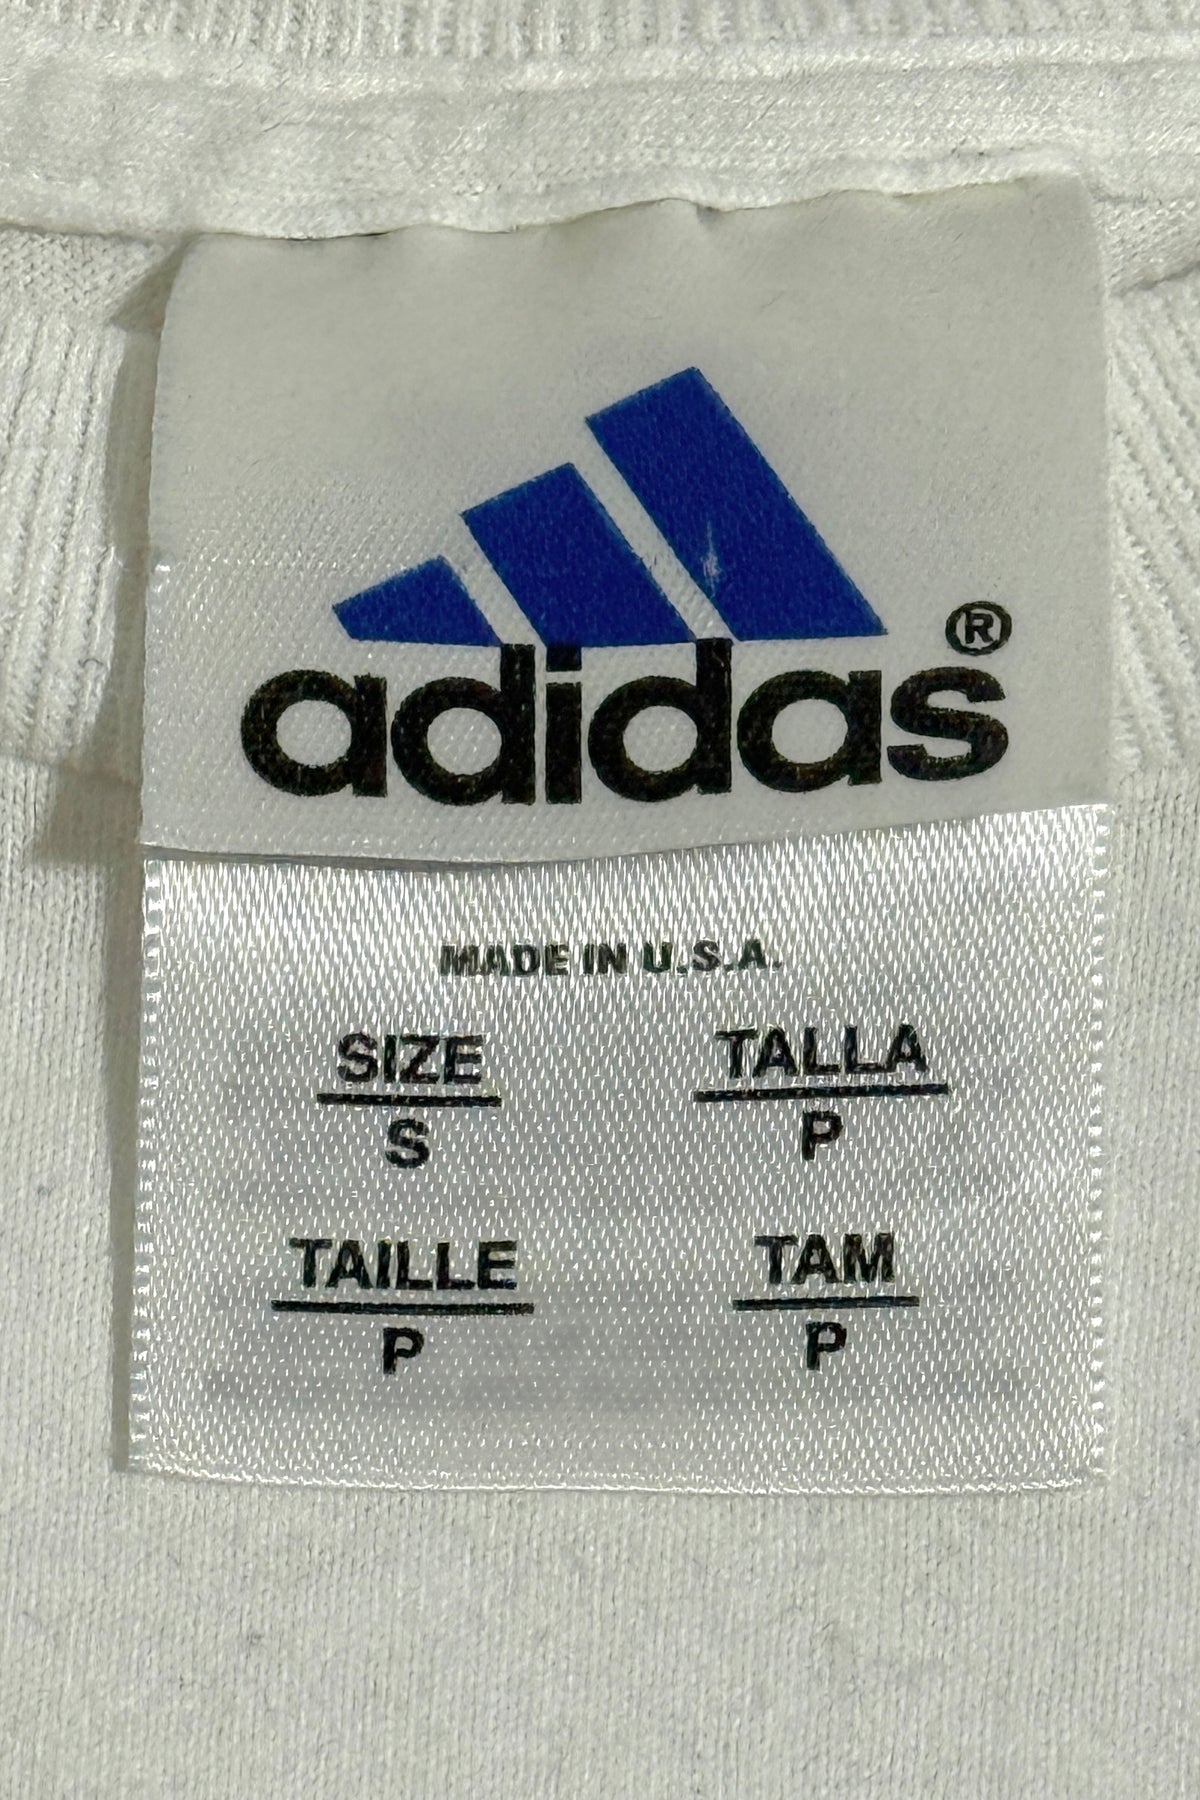 adidas®
MADE IN U.S.A.
SIZE TALLA
S P
TAILLE TAM
P P